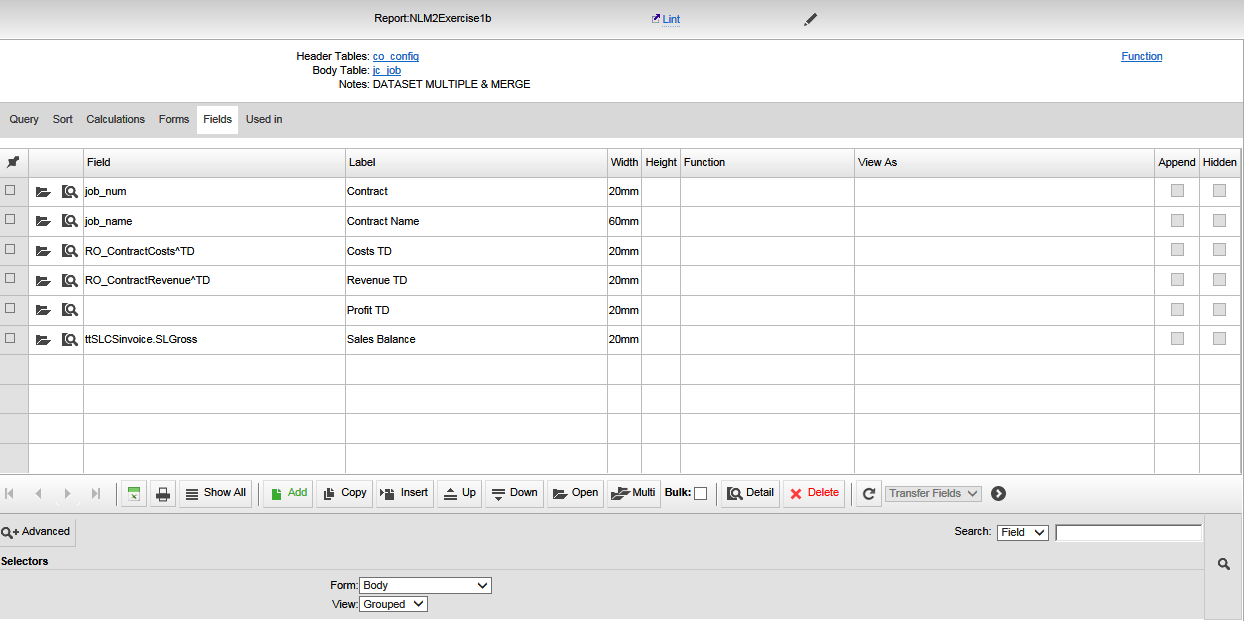 Report:NLM2Exercise1b Lint
Header Tables: co_config Function
Body Table: jc_job
Notes: DATASET MULTIPLE & MERGE
Query Sort Calculations Forms Fields Used in
Field Label Width Height Function View As Append Hidden
job_num Contract 20mm
job_name Contract Name 60mm
RO_ContractCosts^TD Costs TD 20mm
RO_ContractRevenue^TD Revenue TD 20mm
Profit TD 20mm
ttSLCSinvoice.SLGross Sales Balance 20mm
Show All Add Copy Insert Up Down Open Multi Bulk: Detail Delete Transfer Fields
Advanced Search: Field
Selectors
Form: Body
View: Grouped